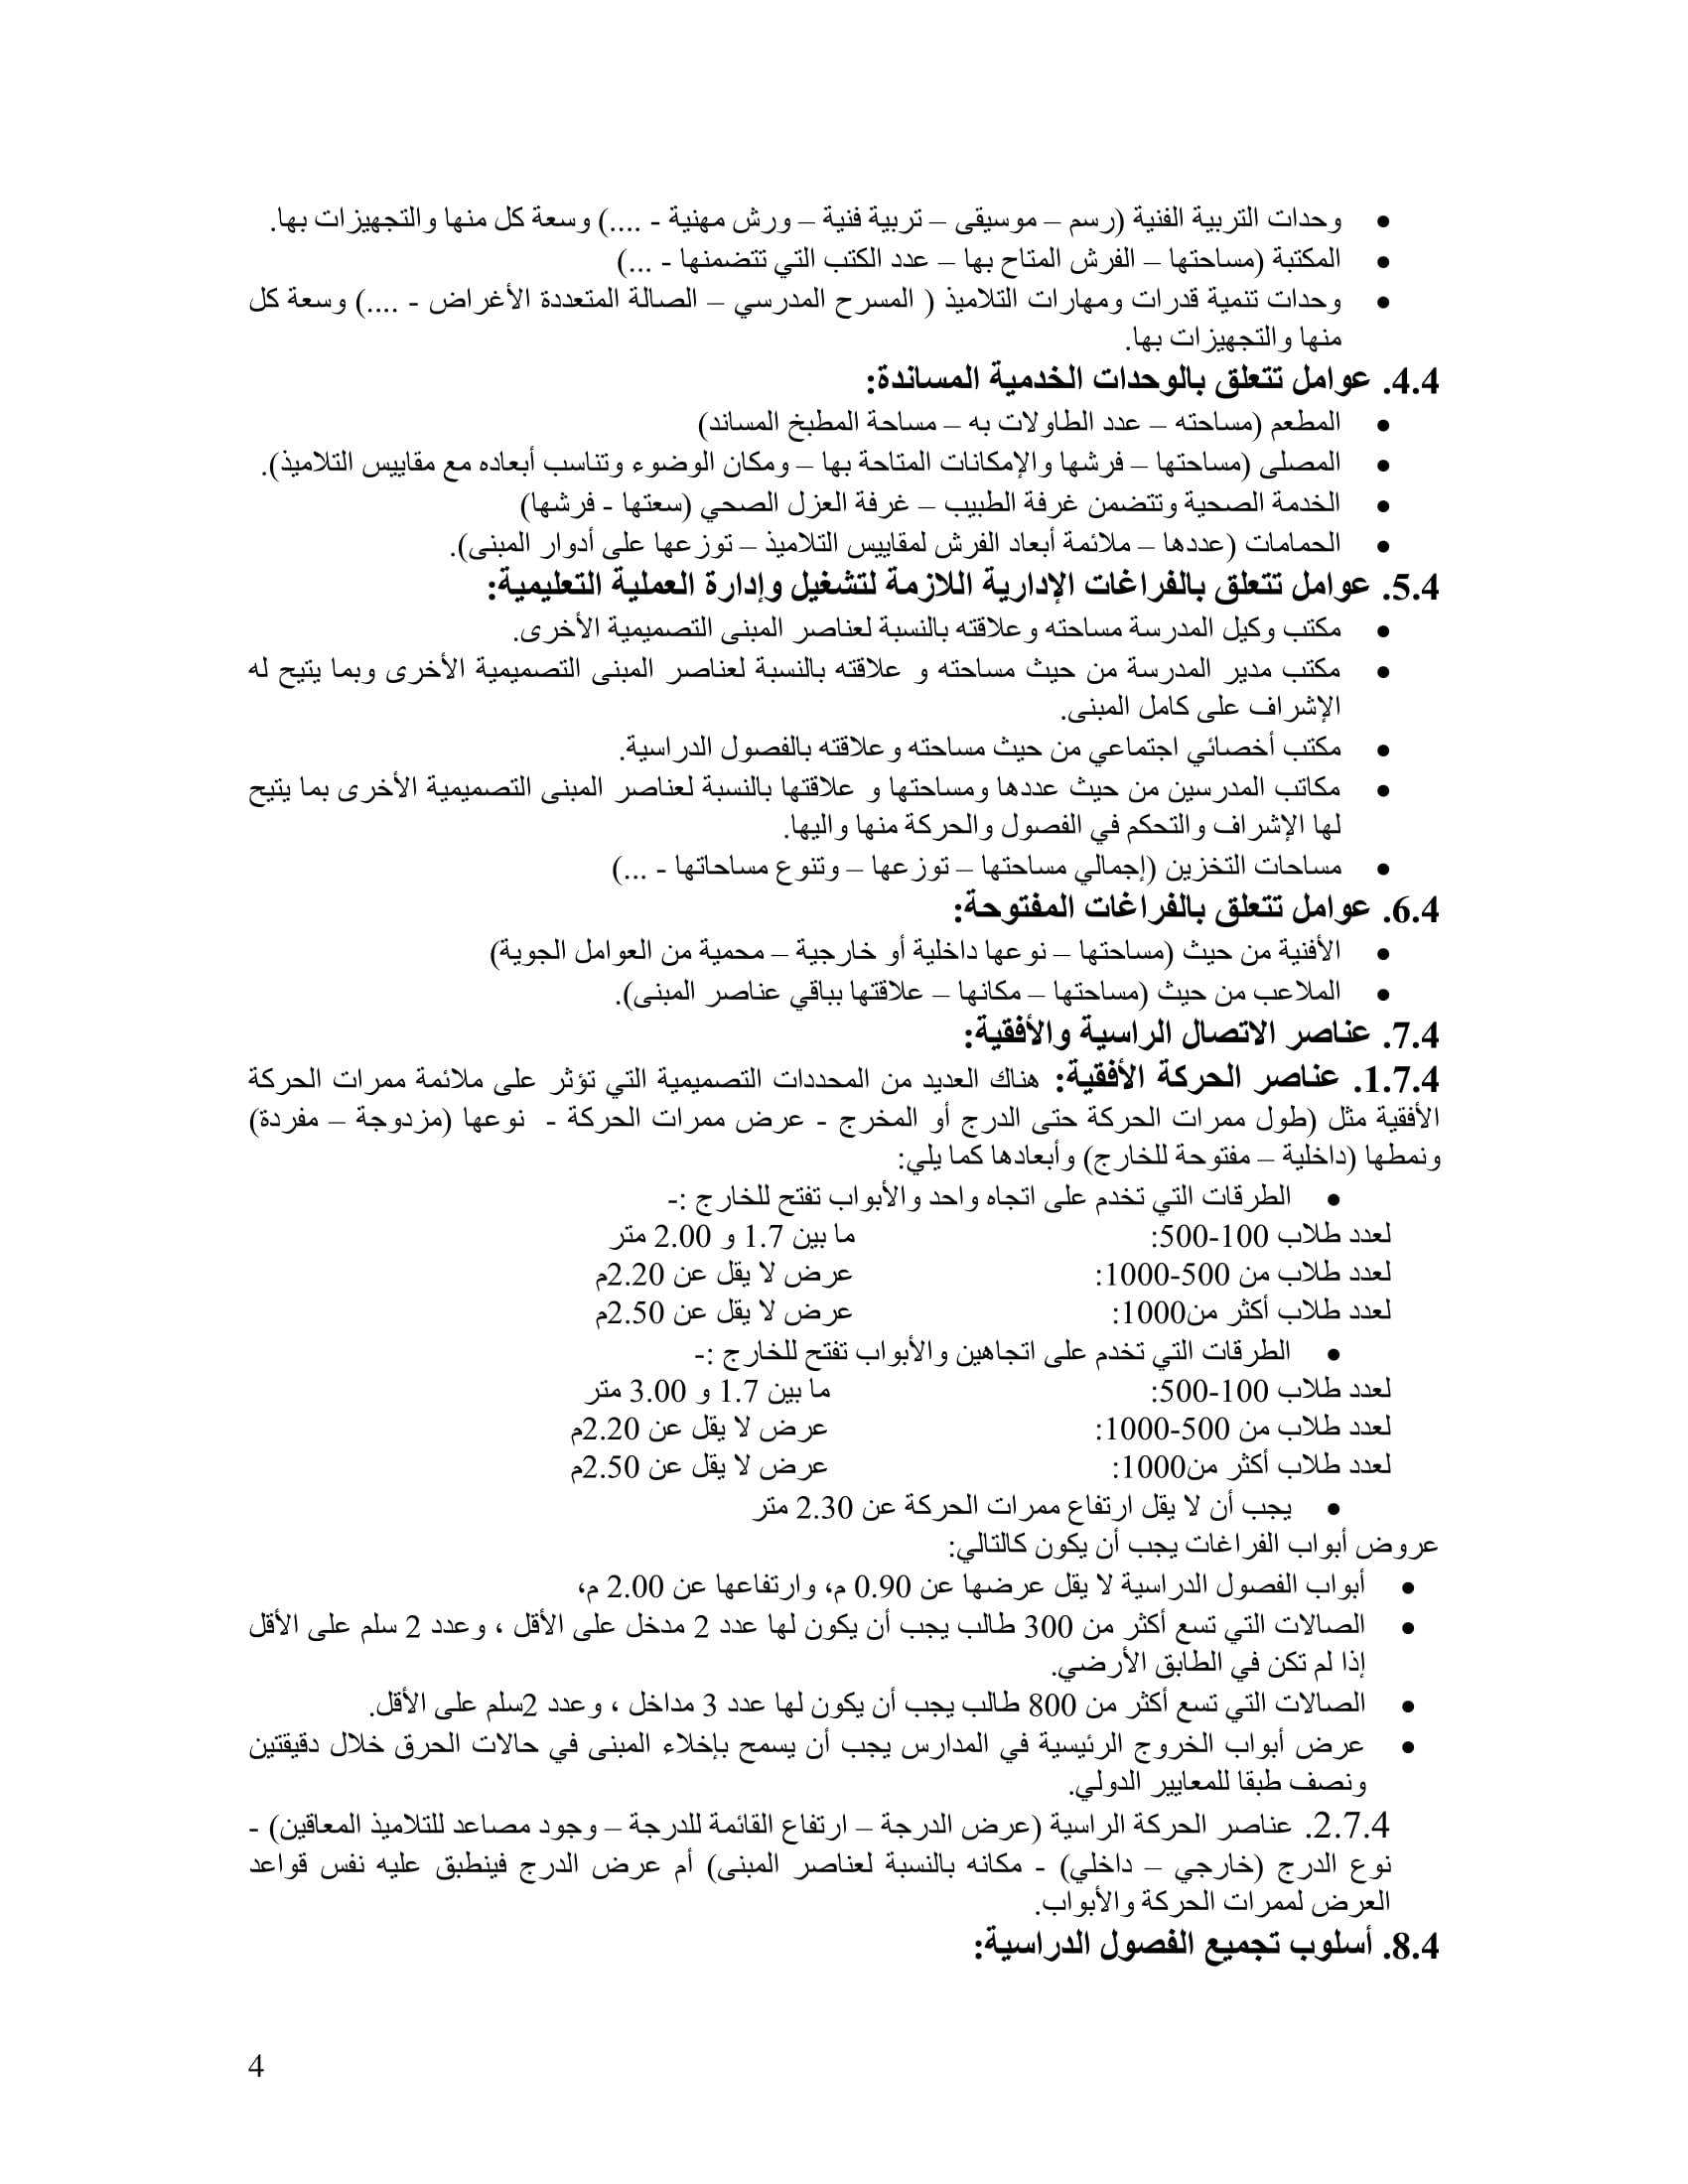 • وحدات التربية الفنية (رسم – موسيقى – تربية فنية – ورش مهنية - ....) وسعة كل منها والتجهيزات بها.
• المكتبة (مساحتها – الفرش المتاح بها – عدد الكتب التي تتضمنها - ...)
• وحدات تنمية قدرات ومهارات التلاميذ ( المسرح المدرسي – الصالة المتعددة الأغراض - ....) وسعة كل
منها والتجهيزات بها.
4.4. عوامل تتعلق بالوحدات الخدمية المساندة:
• المطعم (مساحته – عدد الطاولات به – مساحة المطبخ المساند)
• المصلى (مساحتها – فرشها والإمكانات المتاحة بها – ومكان الوضوء وتناسب أبعاده مع مقاييس التلاميذ).
• الخدمة الصحية وتتضمن غرفة الطبيب – غرفة العزل الصحي (سعتها - فرشها)
• الحمامات (عددها – ملائمة أبعاد الفرش لمقاييس التلاميذ – توزعها على أدوار المبنى).
5.4. عوامل تتعلق بالفراغات الإدارية اللازمة لتشغيل وإدارة العملية التعليمية:
• مكتب وكيل المدرسة مساحته وعلاقته بالنسبة لعناصر المبنى التصميمية الأخرى.
• مكتب مدير المدرسة من حيث مساحته و علاقته بالنسبة لعناصر المبنى التصميمية الأخرى وبما يتيح له
الإشراف على كامل المبنى.
• مكتب أخصائي اجتماعي من حيث مساحته وعلاقته بالفصول الدراسية.
• مكاتب المدرسين من حيث عددها ومساحتها و علاقتها بالنسبة لعناصر المبنى التصميمية الأخرى بما يتيح
لها الإشراف والتحكم في الفصول والحركة منها واليها.
• مساحات التخزين (إجمالي مساحتها – توزعها – وتنوع مساحاتها - ...)
6.4. عوامل تتعلق بالفراغات المفتوحة:
• الأفنية من حيث (مساحتها – نوعها داخلية أو خارجية – محمية من العوامل الجوية)
• الملاعب من حيث (مساحتها – مكانها – علاقتها بباقي عناصر المبنى).
7.4. عناصر الاتصال الراسية والأفقية:
1.7.4. عناصر الحركة الأفقية: هناك العديد من المحددات التصميمية التي تؤثر على ملائمة ممرات الحركة
الأفقية مثل (طول ممرات الحركة حتى الدرج أو المخرج - عرض ممرات الحركة - نوعها (مزدوجة – مفردة)
ونمطها (داخلية – مفتوحة للخارج) وأبعادها كما يلي:
• الطرقات التي تخدم على اتجاه واحد والأبواب تفتح للخارج :-
لعدد طلاب 100-500: ما بين 1.7 و 2.00 متر
لعدد طلاب من 500-1000: عرض لا يقل عن 2.20م
لعدد طلاب أكثر من1000: عرض لا يقل عن 2.50م
• الطرقات التي تخدم على اتجاهين والأبواب تفتح للخارج :-
لعدد طلاب 100-500: ما بين 1.7 و 3.00 متر
لعدد طلاب من 500-1000: عرض لا يقل عن 2.20م
لعدد طلاب أكثر من1000: عرض لا يقل عن 2.50م
• يجب أن لا يقل ارتفاع ممرات الحركة عن 2.30 متر
عروض أبواب الفراغات يجب أن يكون كالتالي:
• أبواب الفصول الدراسية لا يقل عرضها عن 0.90 م، وارتفاعها عن 2.00 م،
• الصالات التي تسع أكثر من 300 طالب يجب أن يكون لها عدد 2 مدخل على الأقل ، وعدد 2 سلم على الأقل
إذا لم تكن في الطابق الأرضي.
• الصالات التي تسع أكثر من 800 طالب يجب أن يكون لها عدد 3 مداخل ، وعدد 2سلم على الأقل.
• عرض أبواب الخروج الرئيسية في المدارس يجب أن يسمح بإخلاء المبنى في حالات الحرق خلال دقيقتين
ونصف طبقا للمعايير الدولي.
2.7.4. عناصر الحركة الراسية (عرض الدرجة – ارتفاع القائمة للدرجة – وجود مصاعد للتلاميذ المعاقين) -
نوع الدرج (خارجي – داخلي) - مكانه بالنسبة لعناصر المبنى) أم عرض الدرج فينطبق عليه نفس قواعد
العرض لممرات الحركة والأبواب.
8.4. أسلوب تجميع الفصول الدراسية:
4